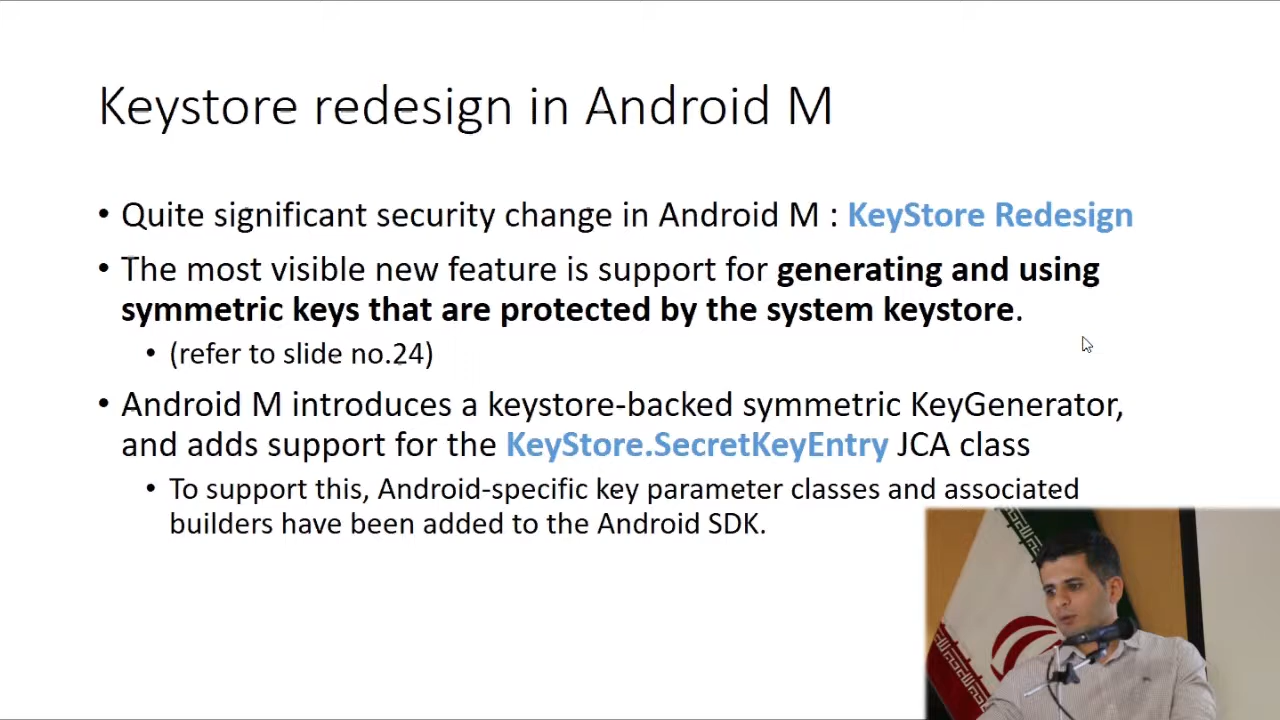 Keystore redesign in Android M
• Quite significant security change in Android M : KeyStore Redesign
• The most visible new feature is support for generating and using
symmetric keys that are protected by the system keystore.
• (refer to slide no.24)
• Android M introduces a keystore-backed symmetric KeyGenerator,
and adds support for the KeyStore.SecretKeyEntry JCA class
• To support this, Android-specific key parameter classes and associated
builders have been added to the Android SDK.